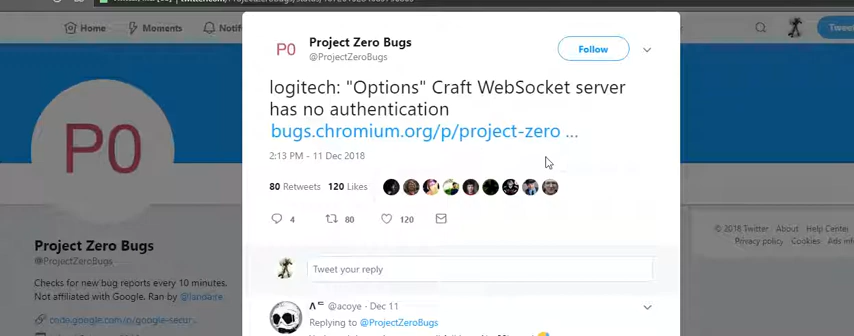 Home
Moments
P0
Project Zero Bugs
@ProjectZeroBugs
Follow
Tweet
logitech: "Options" Craft WebSocket server
has no authentication
bugs.chromium.org/p/project-zero ...
2:13 PM - 11 Dec 2018
80 Retweets 120 Likes
4 80 120
Tweet your reply
@acoye · Dec 11
Replying to @ProjectZeroBugs
P0
Project Zero Bugs
@ProjectZeroBugs
Checks for new bug reports every 10 minutes.
Not affiliated with Google. Ran by @landaire
code.google.com/p/google-secur...
© 2018 Twitter About Help Center
Privacy policy Cookies Ads